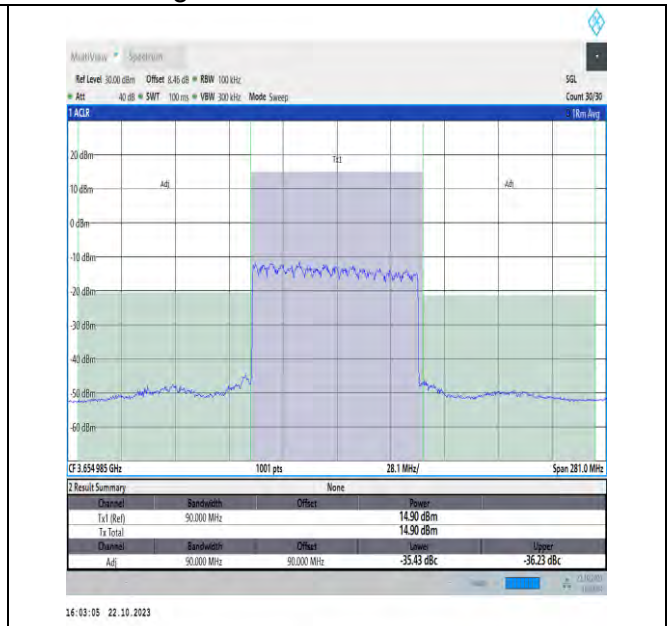 MultiView Spectrum
Ref Level 30.00 dBm Offset 8.46 dB RBW 100 kHz SGL
Att 40 dB SWT 100 ms VBW 300 kHz Mode Sweep Count 30/30
1 ACLR 1Rm Avg
20 dBm
Tx1
10 dBm Adj Adj
0 dBm
-10 dBm
-20 dBm
-30 dBm
-40 dBm
-50 dBm
-60 dBm
CF 3.654 985 GHz 1001 pts 28.1 MHz/ Span 281.0 MHz
2 Result Summary None
Channel Bandwidth Offset Power
Tx1 (Ref) 90.000 MHz 14.90 dBm
Tx Total 14.90 dBm
Channel Bandwidth Offset Lower Upper
Adj 90.000 MHz 90.000 MHz -35.43 dBc -36.23 dBc
16:03:05 22.10.2023